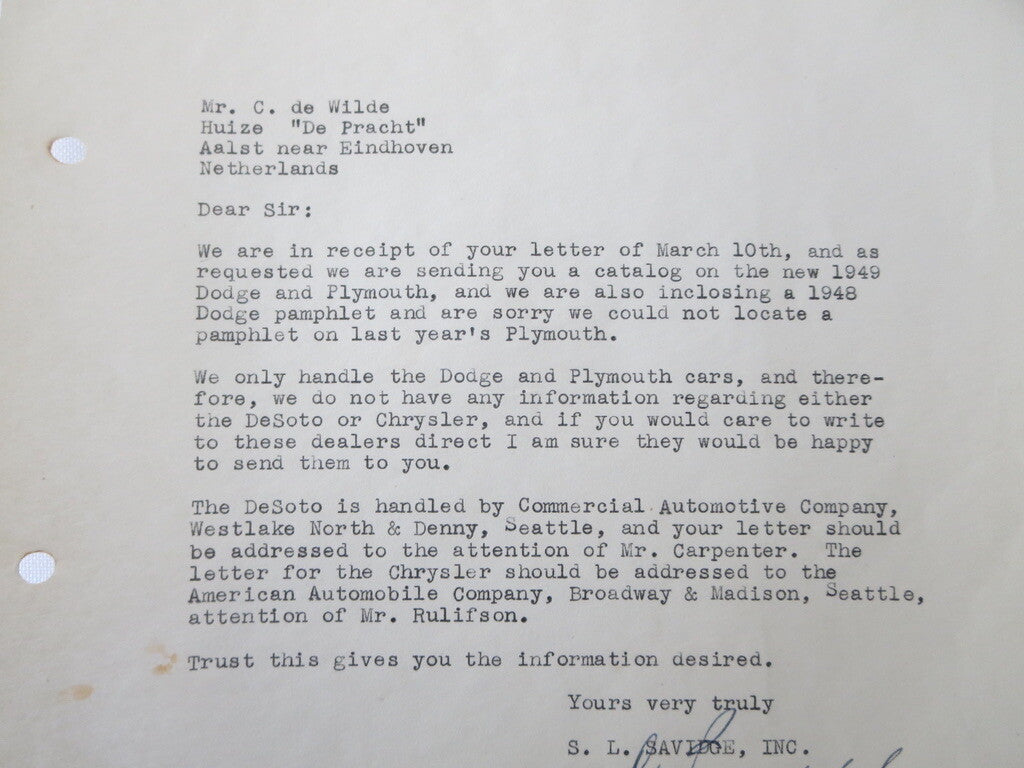 Mr. C. de Wilde
Huize "De Pracht"
Aalst near Eindhoven
Netherlands
Dear Sir:
We are in receipt of your letter of March 10th, and as
requested we are sending you a catalog on the new 1949
Dodge and Plymouth, and we are also inclosing a 1948
Dodge pamphlet and are sorry we could not locate a
pamphlet on last year's Plymouth.
We only handle the Dodge and Plymouth cars, and there-
fore, we do not have any information regarding either
the DeSoto or Chrysler, and if you would care to write
to these dealers direct I am sure they would be happy
to send them to you.
The DeSoto is handled by Commercial Automotive Company,
Westlake North & Denny, Seattle, and your letter should
be addressed to the attention of Mr. Carpenter. The
letter for the Chrysler should be addressed to the
American Automobile Company, Broadway & Madison, Seattle,
attention of Mr. Rulifson.
Trust this gives you the information desired.
Yours very truly
S. L. SAVIDGE, INC.